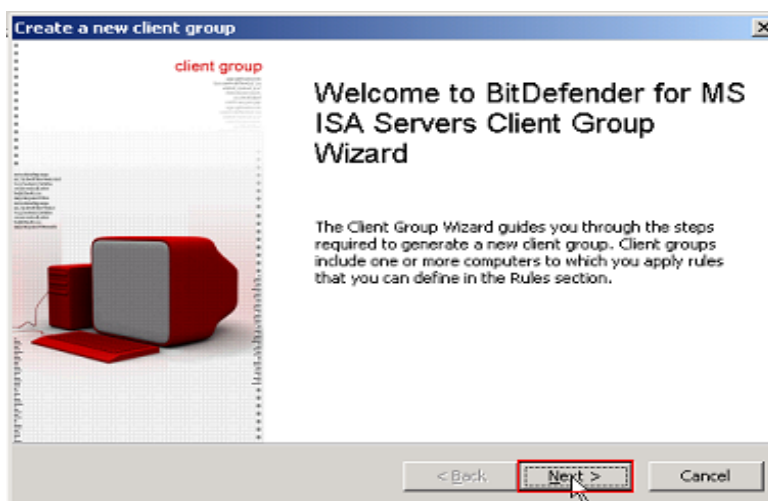 Create a new client group
client group
Welcome to BitDefender for MS
ISA Servers Client Group
Wizard
The Client Group Wizard guides you through the steps
required to generate a new client group. Client groups
include one or more computers to which you apply rules
that you can define in the Rules section.
< Back
Next >
Cancel